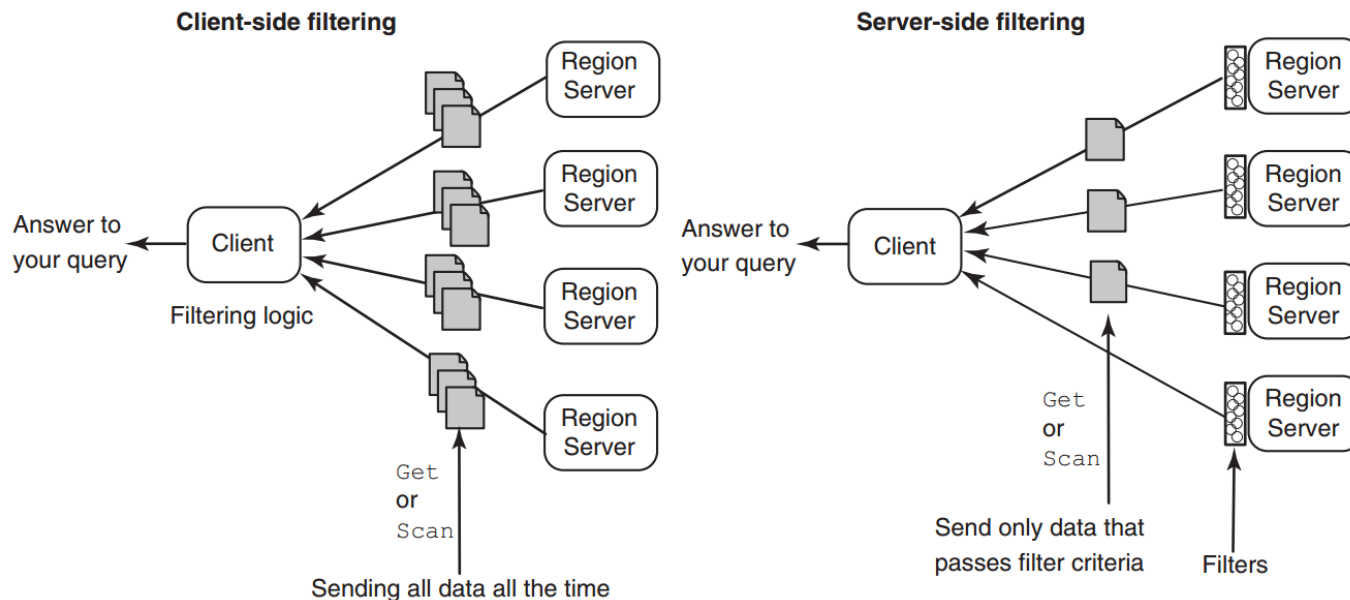 Client-side filtering
Region
Server
Region
Server
Answer to
your query
Client
Filtering logic
Region
Server
Region
Server
Get
or
Scan
Sending all data all the time
Server-side filtering
Region
Server
Region
Server
Answer to
your query
Client
Region
Server
Region
Server
Get
or
Scan
Send only data that
passes filter criteria
Filters